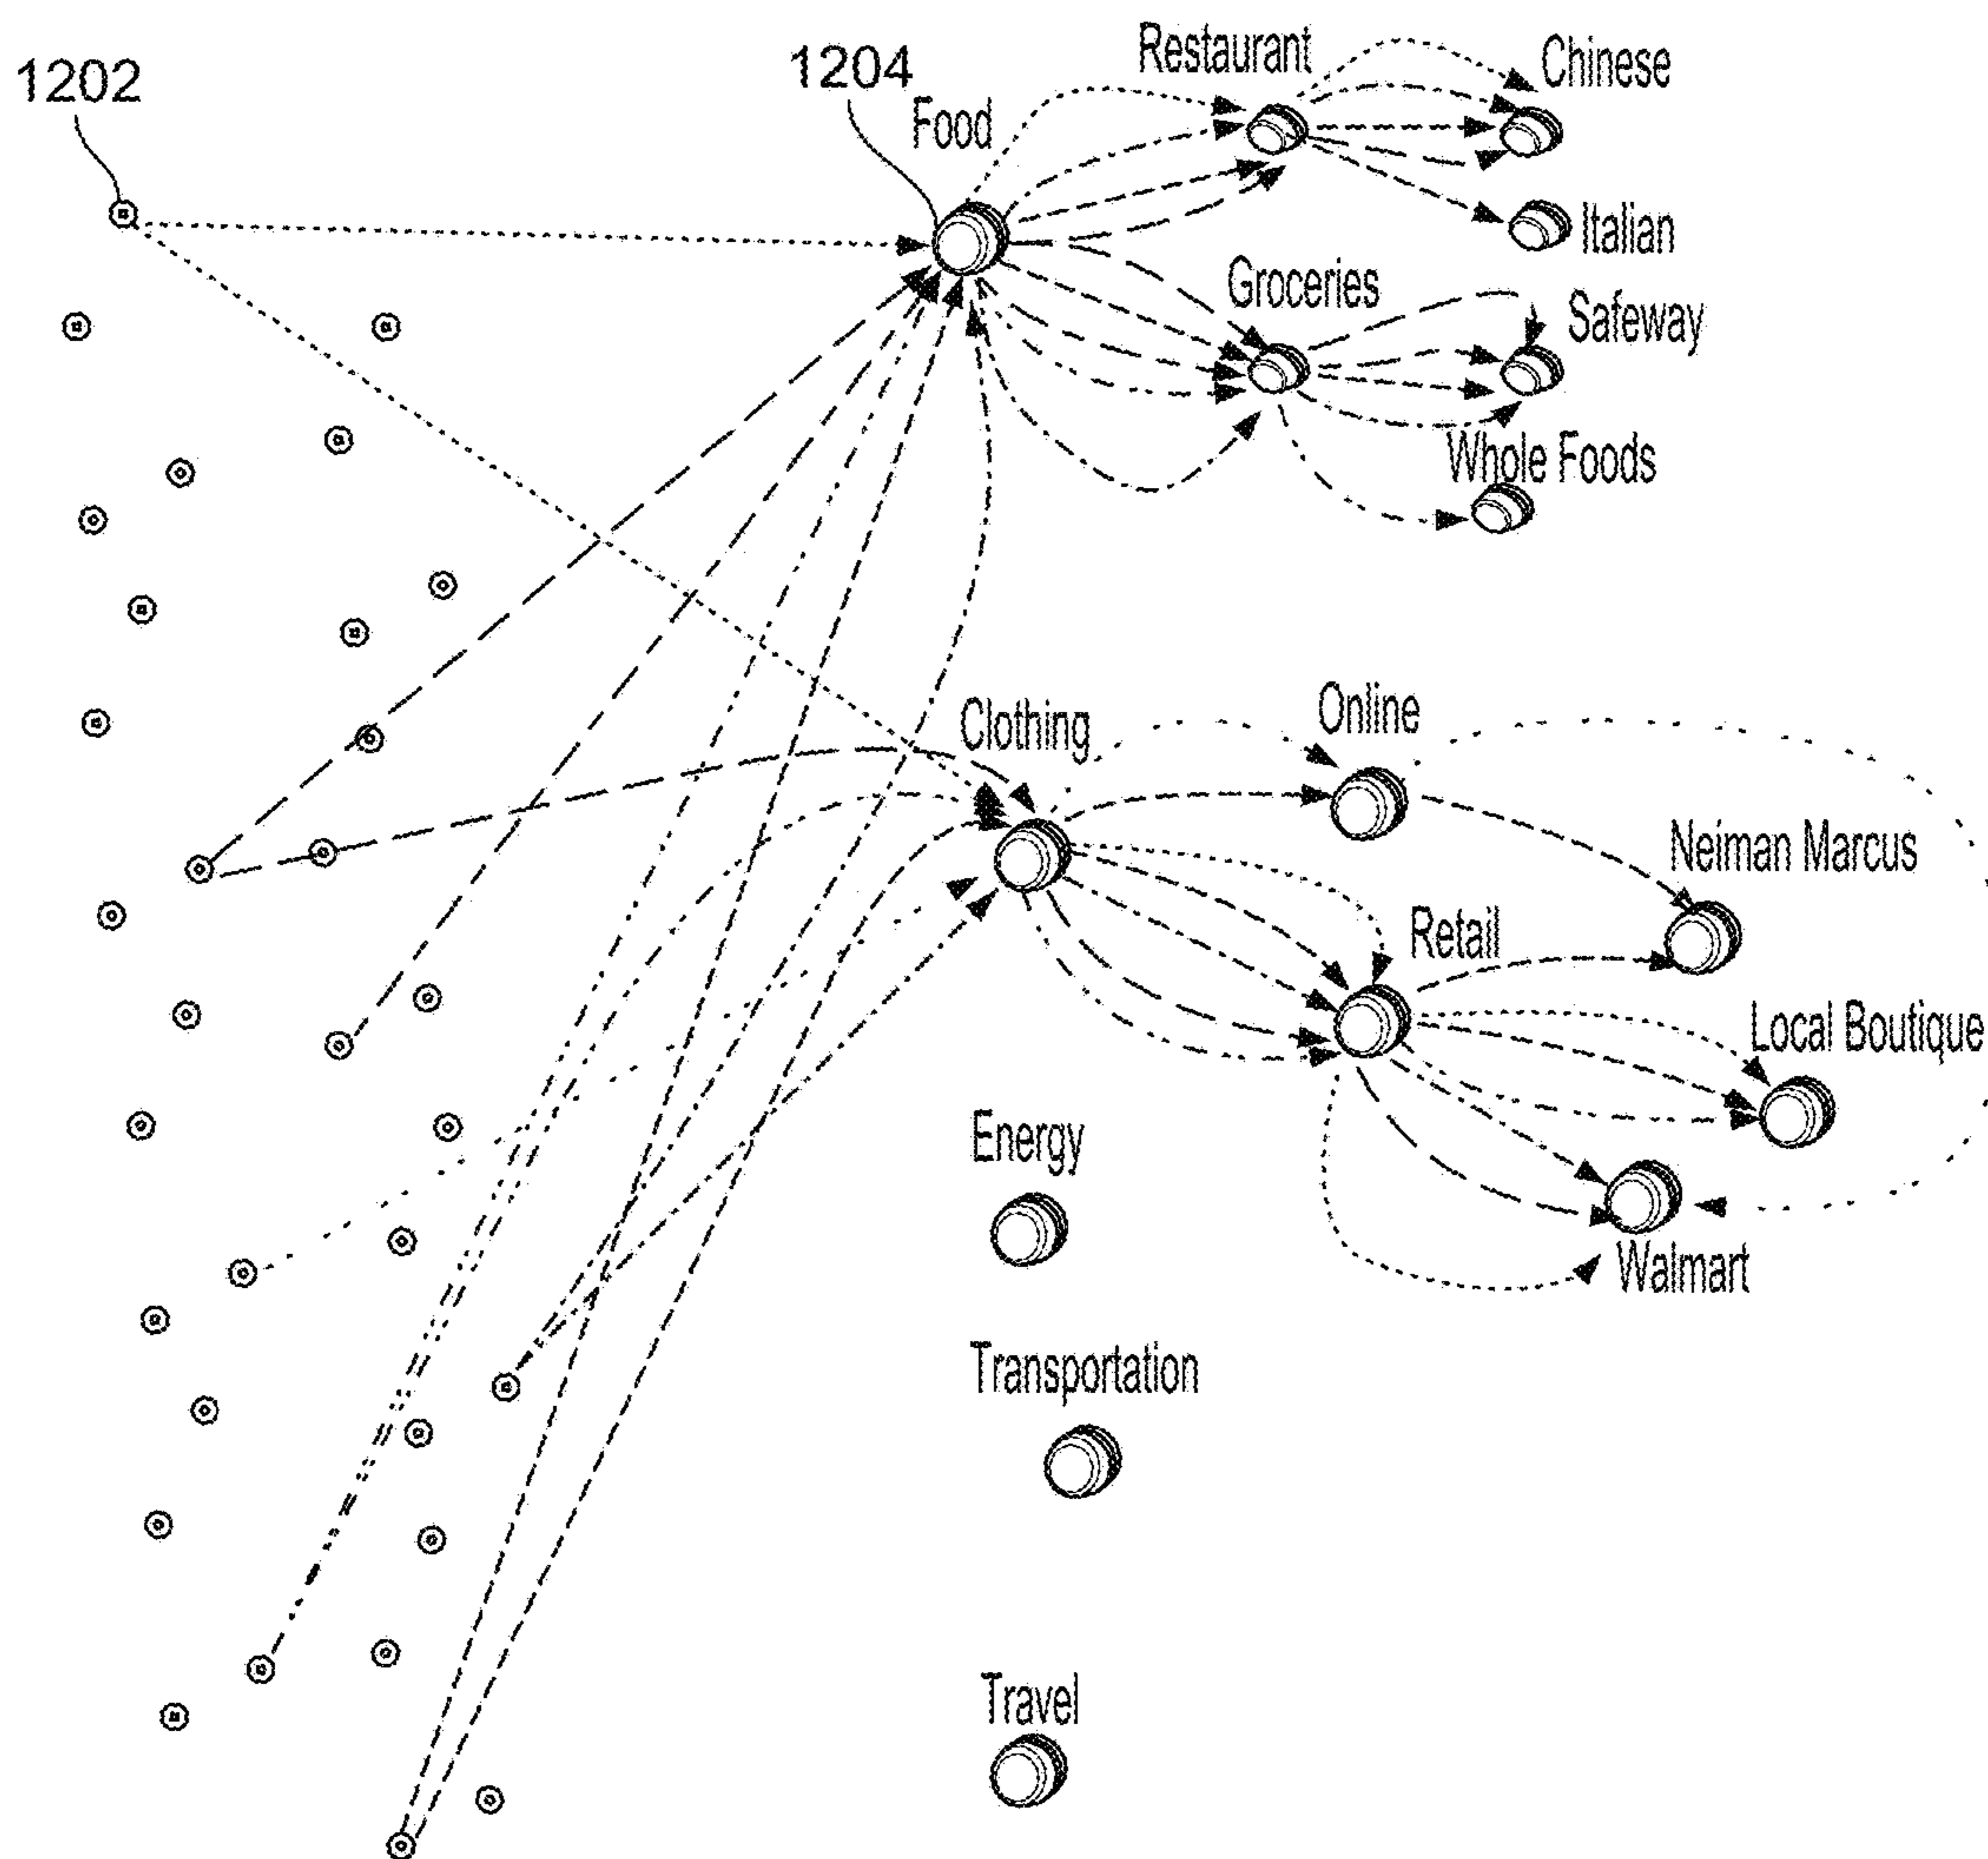 1202
1204
Food
Restaurant
Chinese
Italian
Groceries
Safeway
Whole Foods
Clothing
Online
Neiman Marcus
Retail
Local Boutique
Energy
Walmart
Transportation
Travel